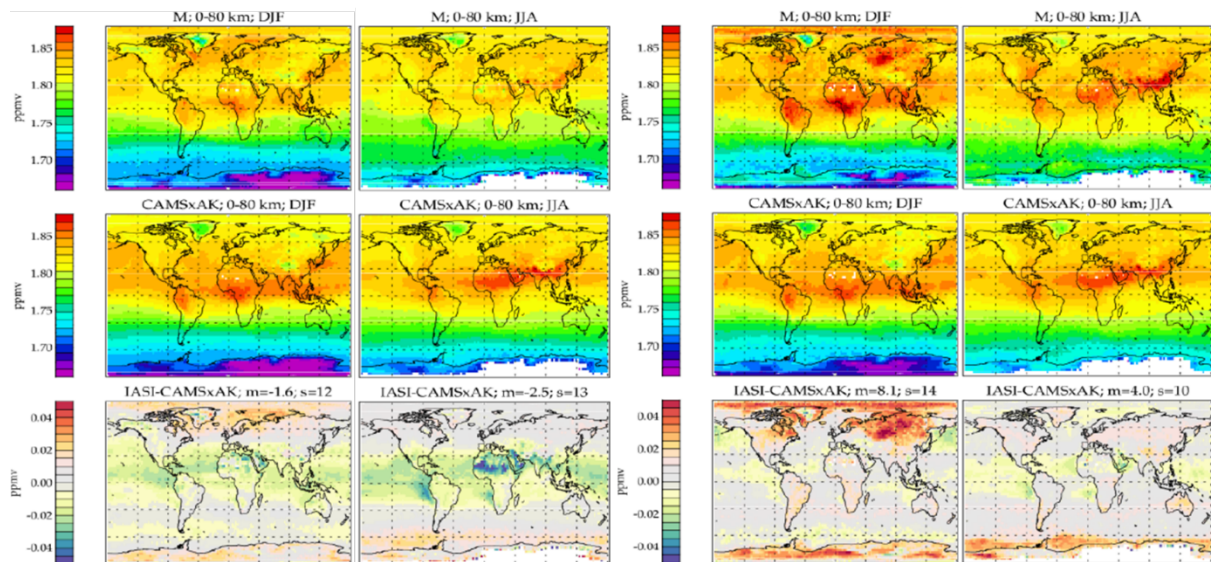 M; 0-80 km; DJF M; 0-80 km; JJA M; 0-80 km; DJF M; 0-80 km; JJA
1.85 1.85
1.80 1.80
ppmv ppmv
1.75 1.75
1.70 1.70
CAMSxAK; 0-80 km; DJF CAMSxAK; 0-80 km; JJA CAMSxAK; 0-80 km; DJF CAMSxAK; 0-80 km; JJA
1.85 1.85
1.80 1.80
ppmv ppmv
1.75 1.75
1.70 1.70
IASI-CAMSxAK; m=-1.6; s=12 IASI-CAMSxAK; m=-2.5; s=13 IASI-CAMSxAK; m=8.1; s=14 IASI-CAMSxAK; m=4.0; s=10
0.04 0.04
0.02 0.02
ppmv 0.00 ppmv 0.00
-0.02 -0.02
-0.04 -0.04